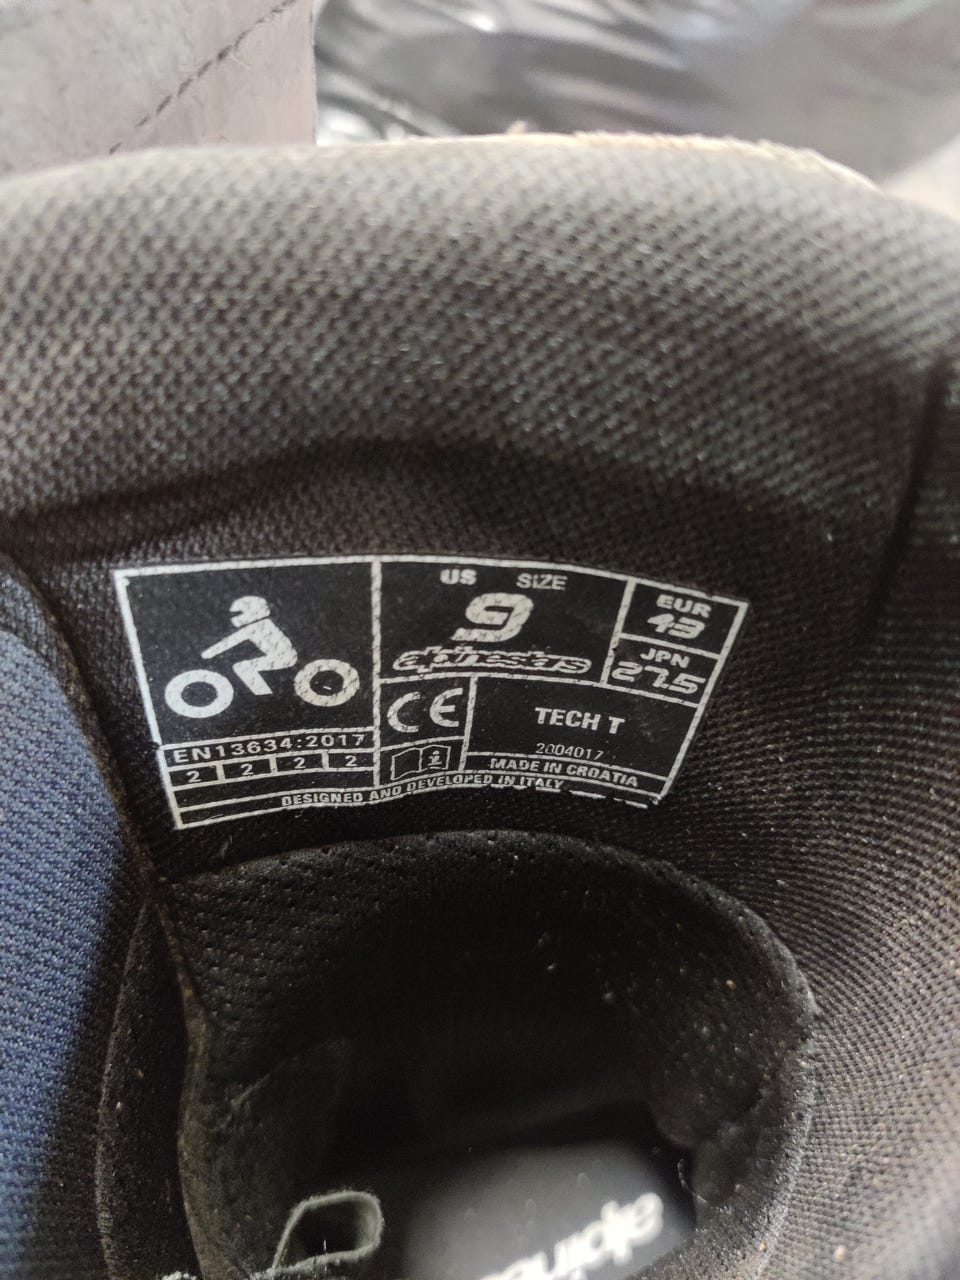 US SIZE
9
alpinestars
EUR
43
JPN
27.5
EN13634:2017
2 2 2 2
CE
i
TECH T
2004017
MADE IN CROATIA
DESIGNED AND DEVELOPED IN ITALY